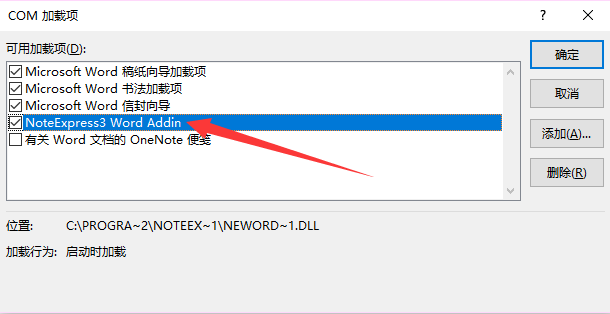 COM 加载项
? ×
可用加载项(D):
Microsoft Word 稿纸向导加载项
Microsoft Word 书法加载项
Microsoft Word 信封向导
NoteExpress3 Word Addin
有关 Word 文档的 OneNote 便笺
确定
取消
添加(A)...
删除(R)
位置: C:\PROGRA~2\NOTEEX~1\NEWORD~1.DLL
加载行为: 启动时加载